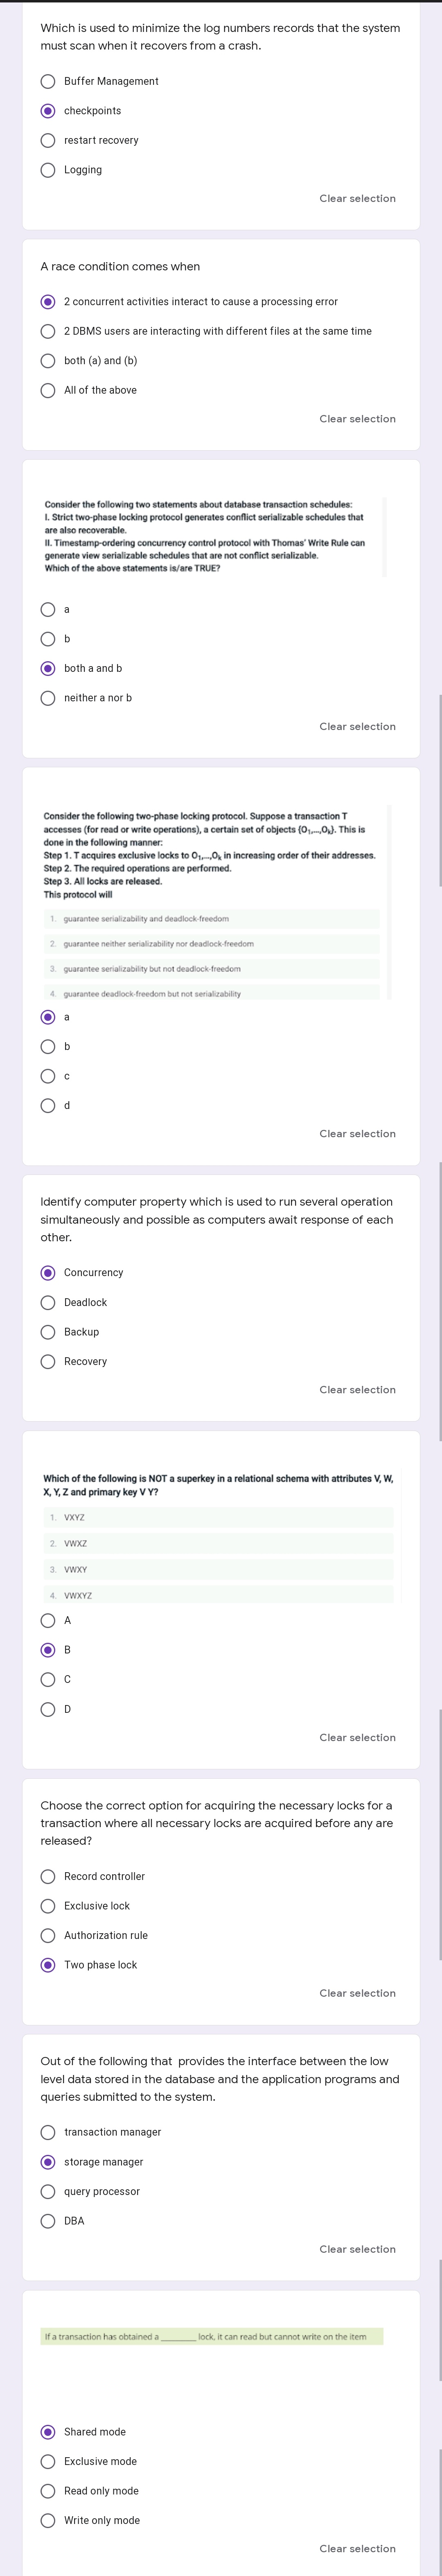 Which is used to minimize the log numbers records that the system
must scan when it recovers from a crash.
Buffer Management
checkpoints
restart recovery
Logging
Clear selection
A race condition comes when
2 concurrent activities interact to cause a processing error
2 DBMS users are interacting with different files at the same time
both (a) and (b)
All of the above
Clear selection
Consider the following two statements about database transaction schedules:
I. Strict two-phase locking protocol generates conflict serializable schedules that
are also recoverable.
II. Timestamp-ordering concurrency control protocol with Thomas' Write Rule can
generate view serializable schedules that are not conflict serializable.
Which of the above statements is/are TRUE?
a
b
both a and b
neither a nor b
Clear selection
Consider the following two-phase locking protocol. Suppose a transaction T
accesses (for read or write operations), a certain set of objects {O₁,...,Oₖ}. This is
done in the following manner:
Step 1. T acquires exclusive locks to O₁,...,Oₖ in increasing order of their addresses.
Step 2. The required operations are performed.
Step 3. All locks are released.
This protocol will
1. guarantee serializability and deadlock-freedom
2. guarantee neither serializability nor deadlock-freedom
3. guarantee serializability but not deadlock-freedom
4. guarantee deadlock-freedom but not serializability
a
b
c
d
Clear selection
Identify computer property which is used to run several operation
simultaneously and possible as computers await response of each
other.
Concurrency
Deadlock
Backup
Recovery
Clear selection
Which of the following is NOT a superkey in a relational schema with attributes V, W,
X, Y, Z and primary key V Y?
1. VXYZ
2. VWXZ
3. VWXY
4. VWXYZ
A
B
C
D
Clear selection
Choose the correct option for acquiring the necessary locks for a
transaction where all necessary locks are acquired before any are
released?
Record controller
Exclusive lock
Authorization rule
Two phase lock
Clear selection
Out of the following that provides the interface between the low
level data stored in the database and the application programs and
queries submitted to the system.
transaction manager
storage manager
query processor
DBA
Clear selection
If a transaction has obtained a ________ lock, it can read but cannot write on the item
Shared mode
Exclusive mode
Read only mode
Write only mode
Clear selection